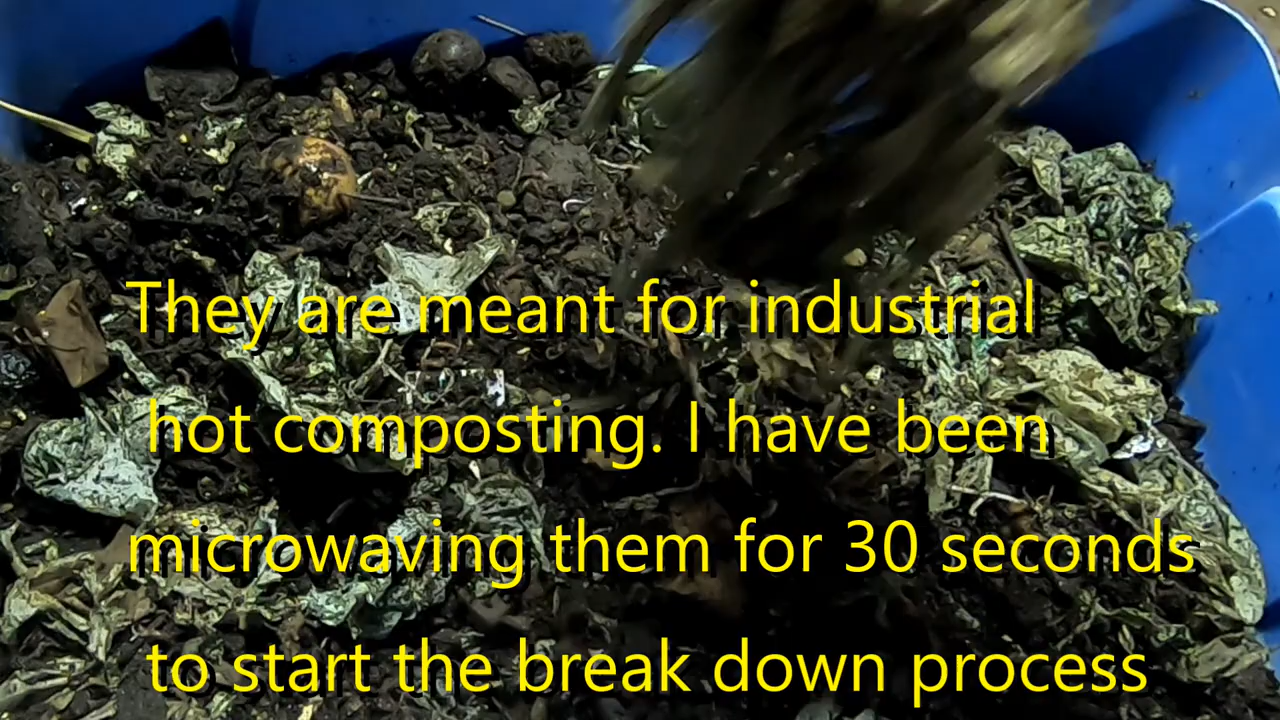 They are meant for industrial
hot composting. I have been
microwaving them for 30 seconds
to start the break down process